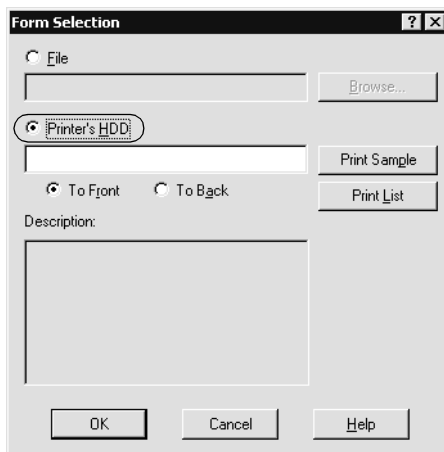 Form Selection
File
Browse...
Printer's HDD
Print Sample
To Front To Back
Print List
Description:
OK Cancel Help